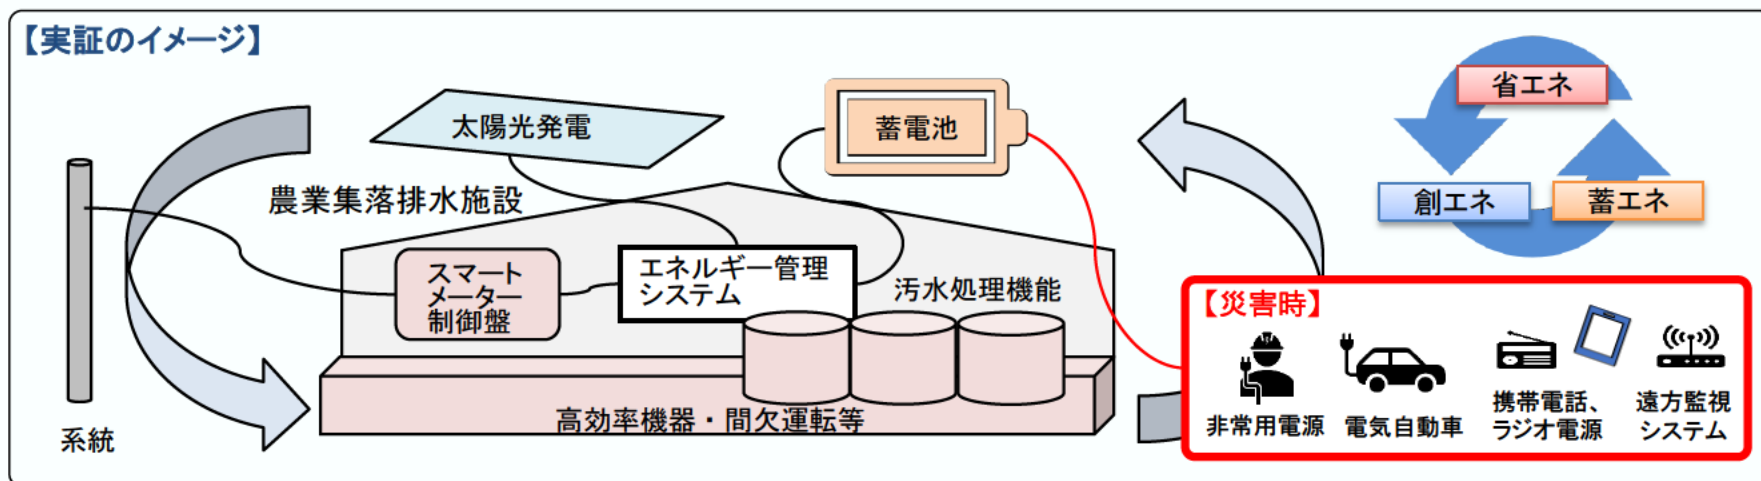 【実証のイメージ】
太陽光発電
蓄電池
省エネ
創エネ
蓄エネ
農業集落排水施設
スマート
メーター
制御盤
エネルギー管理
システム
汚水処理機能
高効率機器・間欠運転等
系統
【災害時】
非常用電源
電気自動車
携帯電話、
ラジオ電源
遠方監視
システム